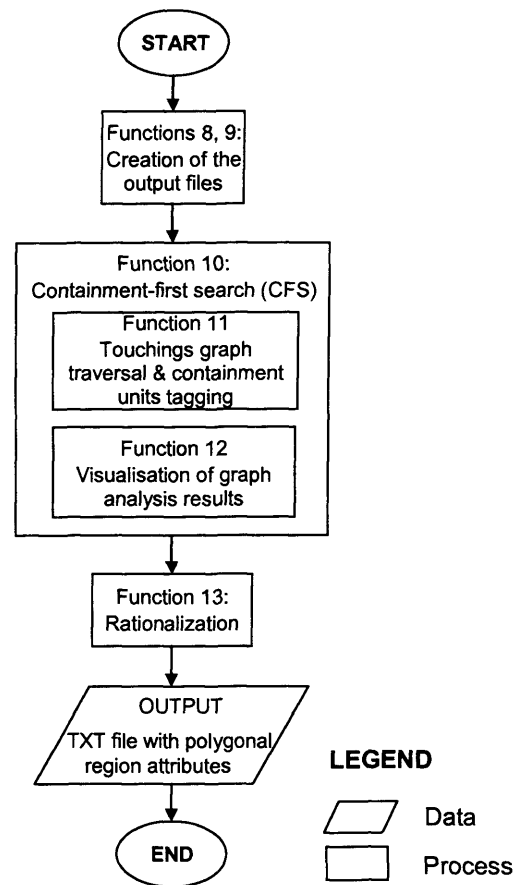 START
Functions 8, 9:
Creation of the
output files
Function 10:
Containment-first search (CFS)
Function 11
Touchings graph
traversal & containment
units tagging
Function 12
Visualisation of graph
analysis results
Function 13:
Rationalization
OUTPUT
TXT file with polygonal
region attributes
END
LEGEND
Data
Process